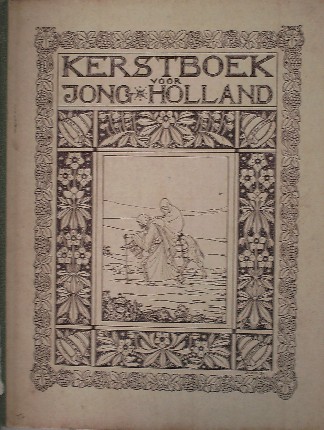 KERSTBOEK
VOOR
JONG HOLLAND